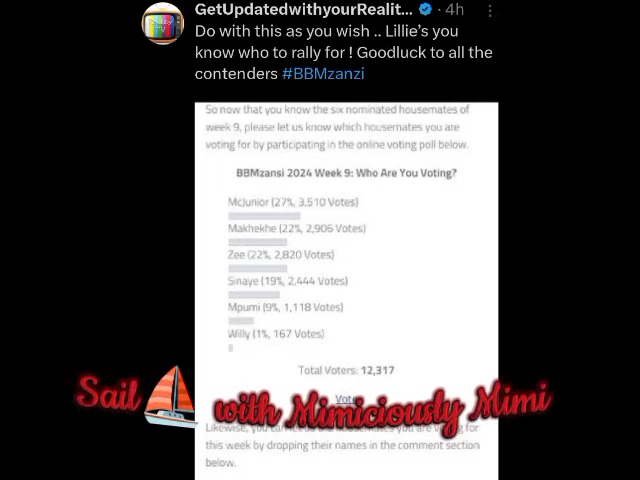 GetUpdatedwithyourRealit... · 4h
Do with this as you wish .. Lillie's you
know who to rally for ! Goodluck to all the
contenders #BBMzanzi
So now that you know the six nominated housemates of
week 9, please let us know which housemates you are
voting for by participating in the online voting poll below.
BBMzansi 2024 Week 9: Who Are You Voting?
McJunior (27%, 3,510 Votes)
Makhekhe (22%, 2,906 Votes)
Zee (22%, 2,820 Votes)
Sinaye (19%, 2,444 Votes)
Mpumi (9%, 1,118 Votes)
Willy (1%, 167 Votes)
Total Voters: 12,317
Vote
Sail with Mimiciously Mimi
Likewise, you can
this week by dropping their names in the comment section
below.